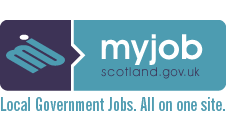 myjob
scotland.gov.uk
Local Government Jobs. All on one site.